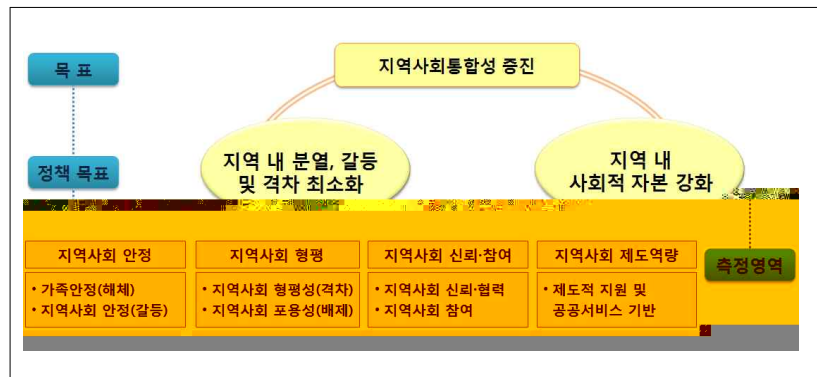 목 표
지역사회통합성 증진
정책 목표
지역 내 분열, 갈등
및 격차 최소화
지역 내
사회적 자본 강화
지역사회 안정
지역사회 형평
지역사회 신뢰·참여
지역사회 제도역량
측정영역
• 가족안정(해체)
• 지역사회 안정(갈등)
• 지역사회 형평성(격차)
• 지역사회 포용성(배제)
• 지역사회 신뢰·협력
• 지역사회 참여
• 제도적 지원 및
공공서비스 기반